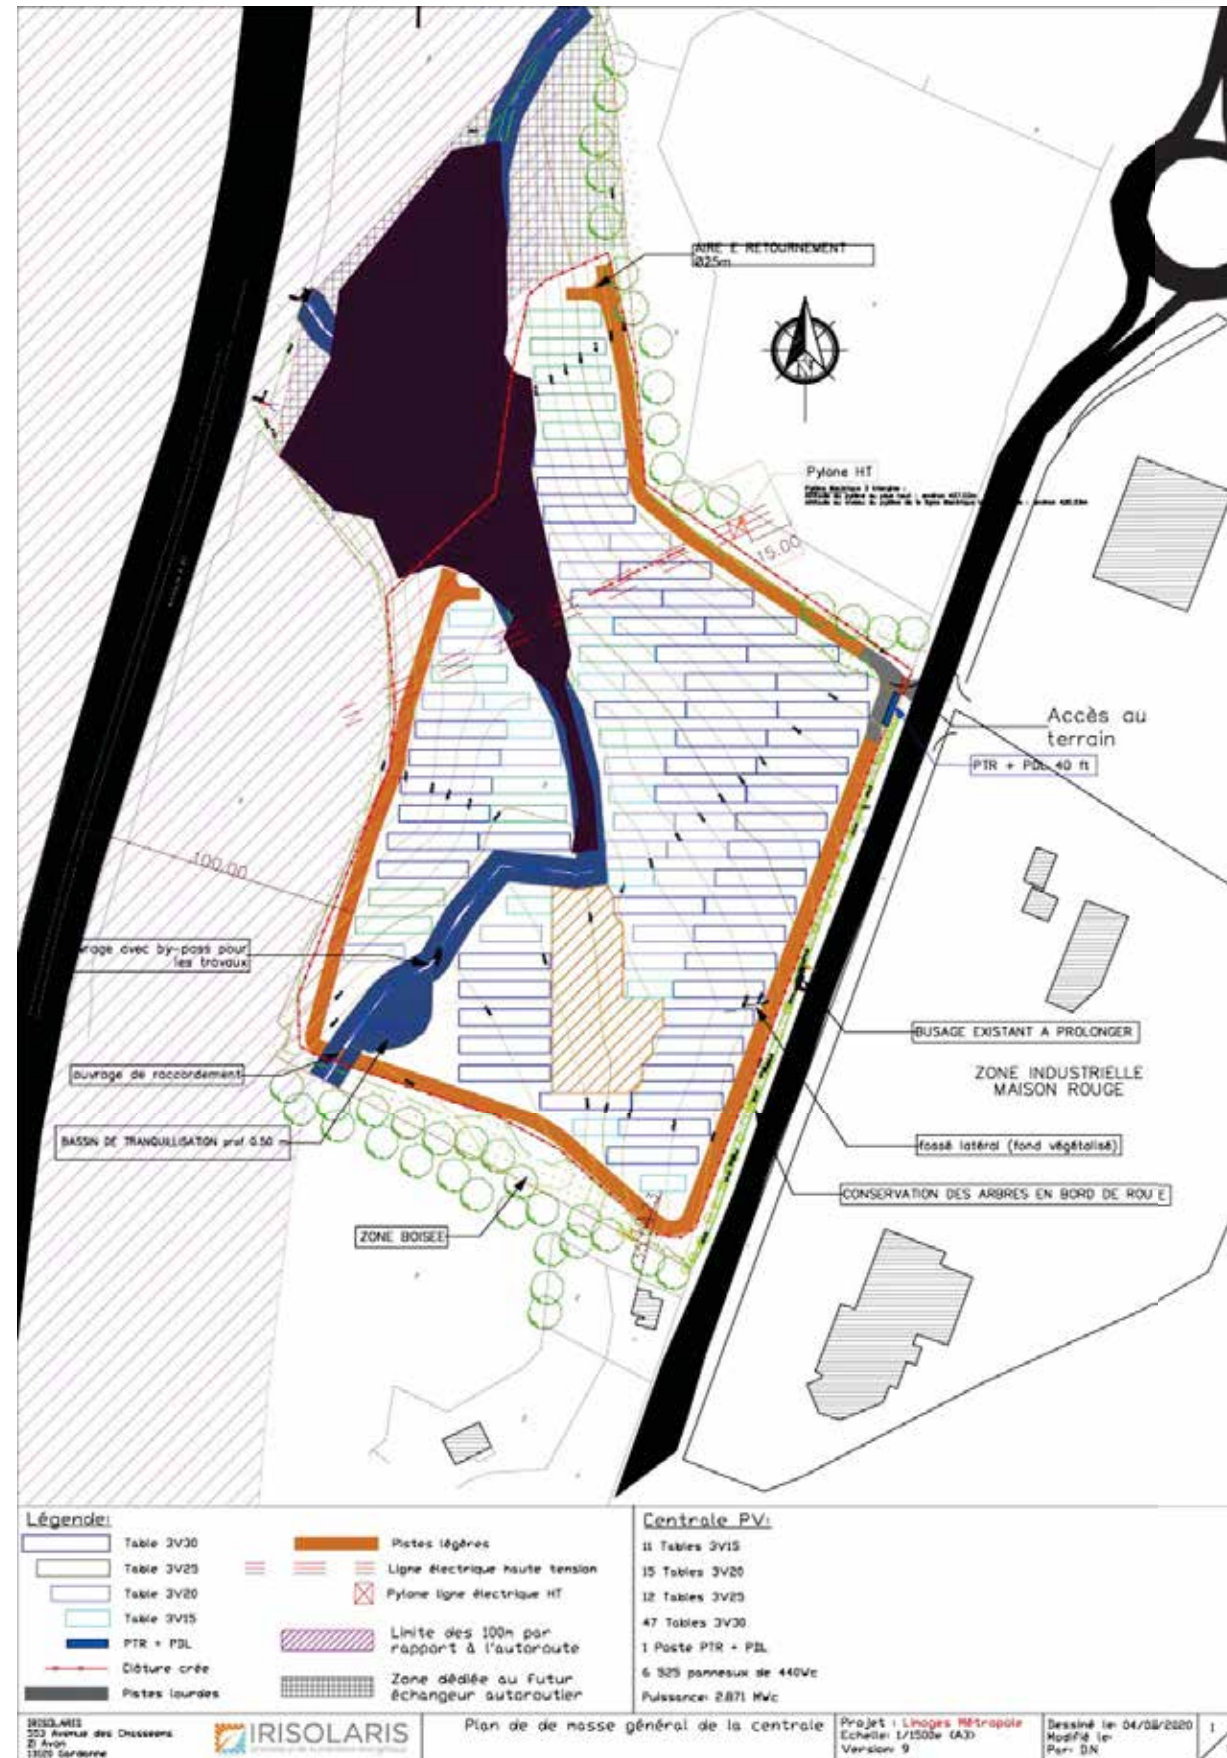 AIRE E RETOURNEMENT
Ø25m
N
Pylone HT
15.00
Accès au
terrain
PTR + PDL 40 ft
100.00
rage avec by-pass pour
les travaux
BUSAGE EXISTANT A PROLONGER
ouvrage de raccordement
ZONE INDUSTRIELLE
MAISON ROUGE
BASSIN DE TRANQUILLISATION prof 0.50 m
fossé latéral (fond végétalisé)
CONSERVATION DES ARBRES EN BORD DE ROU E
ZONE BOISEE
Légende:
Table 3V30
Table 3V25
Table 3V20
Table 3V15
PTR + PDL
Clôture crée
Pistes lourdes
Pistes légères
Ligne électrique haute tension
Pylone ligne électrique HT
Limite des 100m par
rapport à l'autoroute
Zone dédiée au futur
échangeur autoroutier
Centrale PV:
11 Tables 3V15
15 Tables 3V20
12 Tables 3V25
47 Tables 3V30
1 Poste PTR + PDL
6 525 panneaux de 440Wc
Puissance: 2.871 MWc
IRISOLARIS
ZI Avon
13120 Gardanne
IRISOLARIS
Plan de de masse général de la centrale
Projet : Limoges Métropole
Echelle: 1/1500e (A3)
Version: 9
Dessiné le: 04/08/2020
Modifié le:
Par: D.N
1